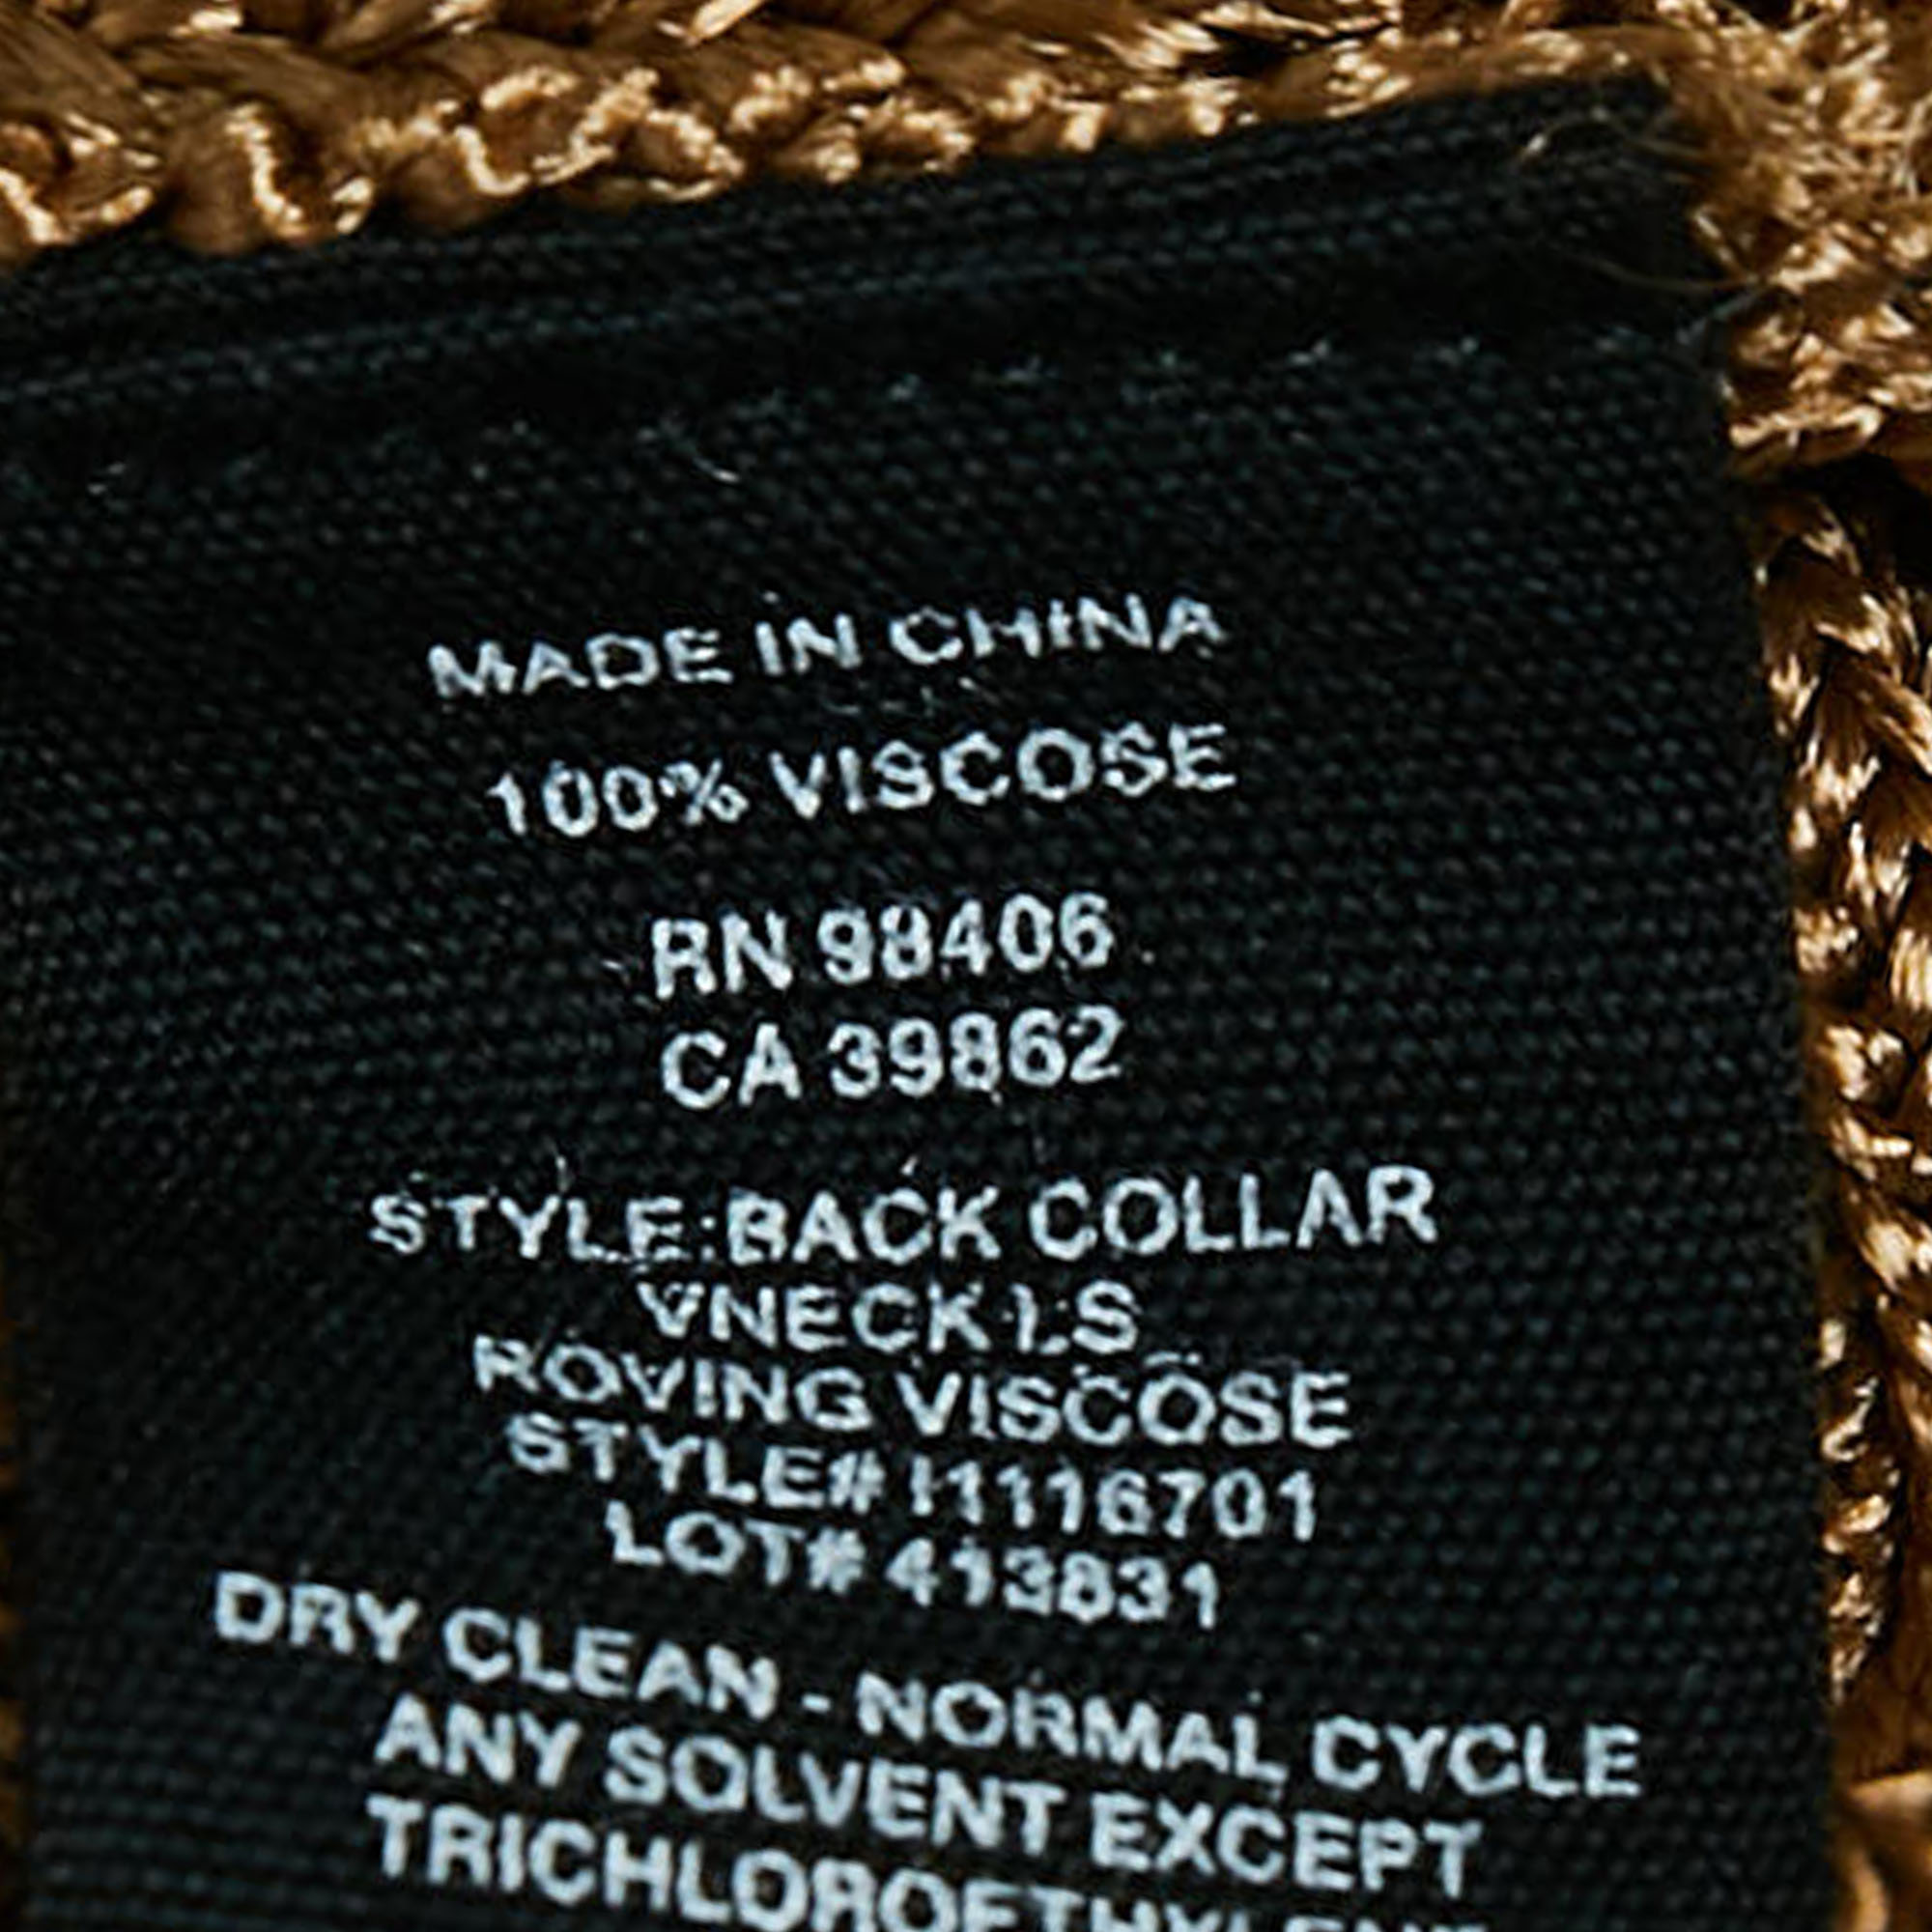 MADE IN CHINA
100% VISCOSE
RN 98406
CA 39862
STYLE:BACK COLLAR
VNECK LS
ROVING VISCOSE
STYLE# I1116701
LOT# 413831
DRY CLEAN - NORMAL CYCLE
ANY SOLVENT EXCEPT
TRICHLOROETHYLENE